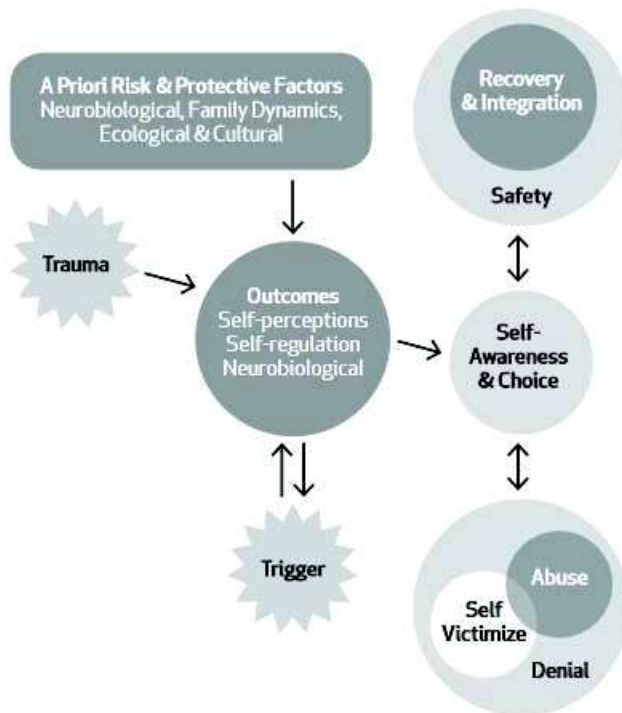 A Priori Risk & Protective Factors
Neurobiological, Family Dynamics,
Ecological & Cultural
Recovery
& Integration
Safety
Trauma
Outcomes
Self-perceptions
Self-regulation
Neurobiological
Self-
Awareness
& Choice
Trigger
Abuse
Self
Victimize
Denial